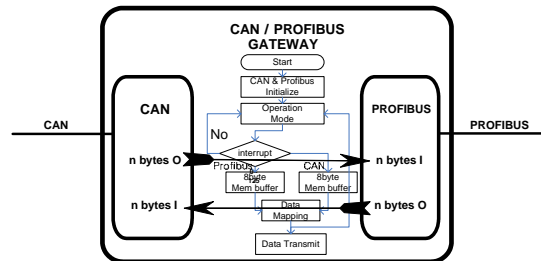 CAN / PROFIBUS
GATEWAY
Start
CAN & Profibus
Initialize
Operation
Mode
CAN
PROFIBUS
CAN
PROFIBUS
No
interrupt
n bytes O
n bytes I
Profibus
CAN
8byte
Mem buffer
8byte
Mem buffer
n bytes I
n bytes O
Data
Mapping
Data Transmit